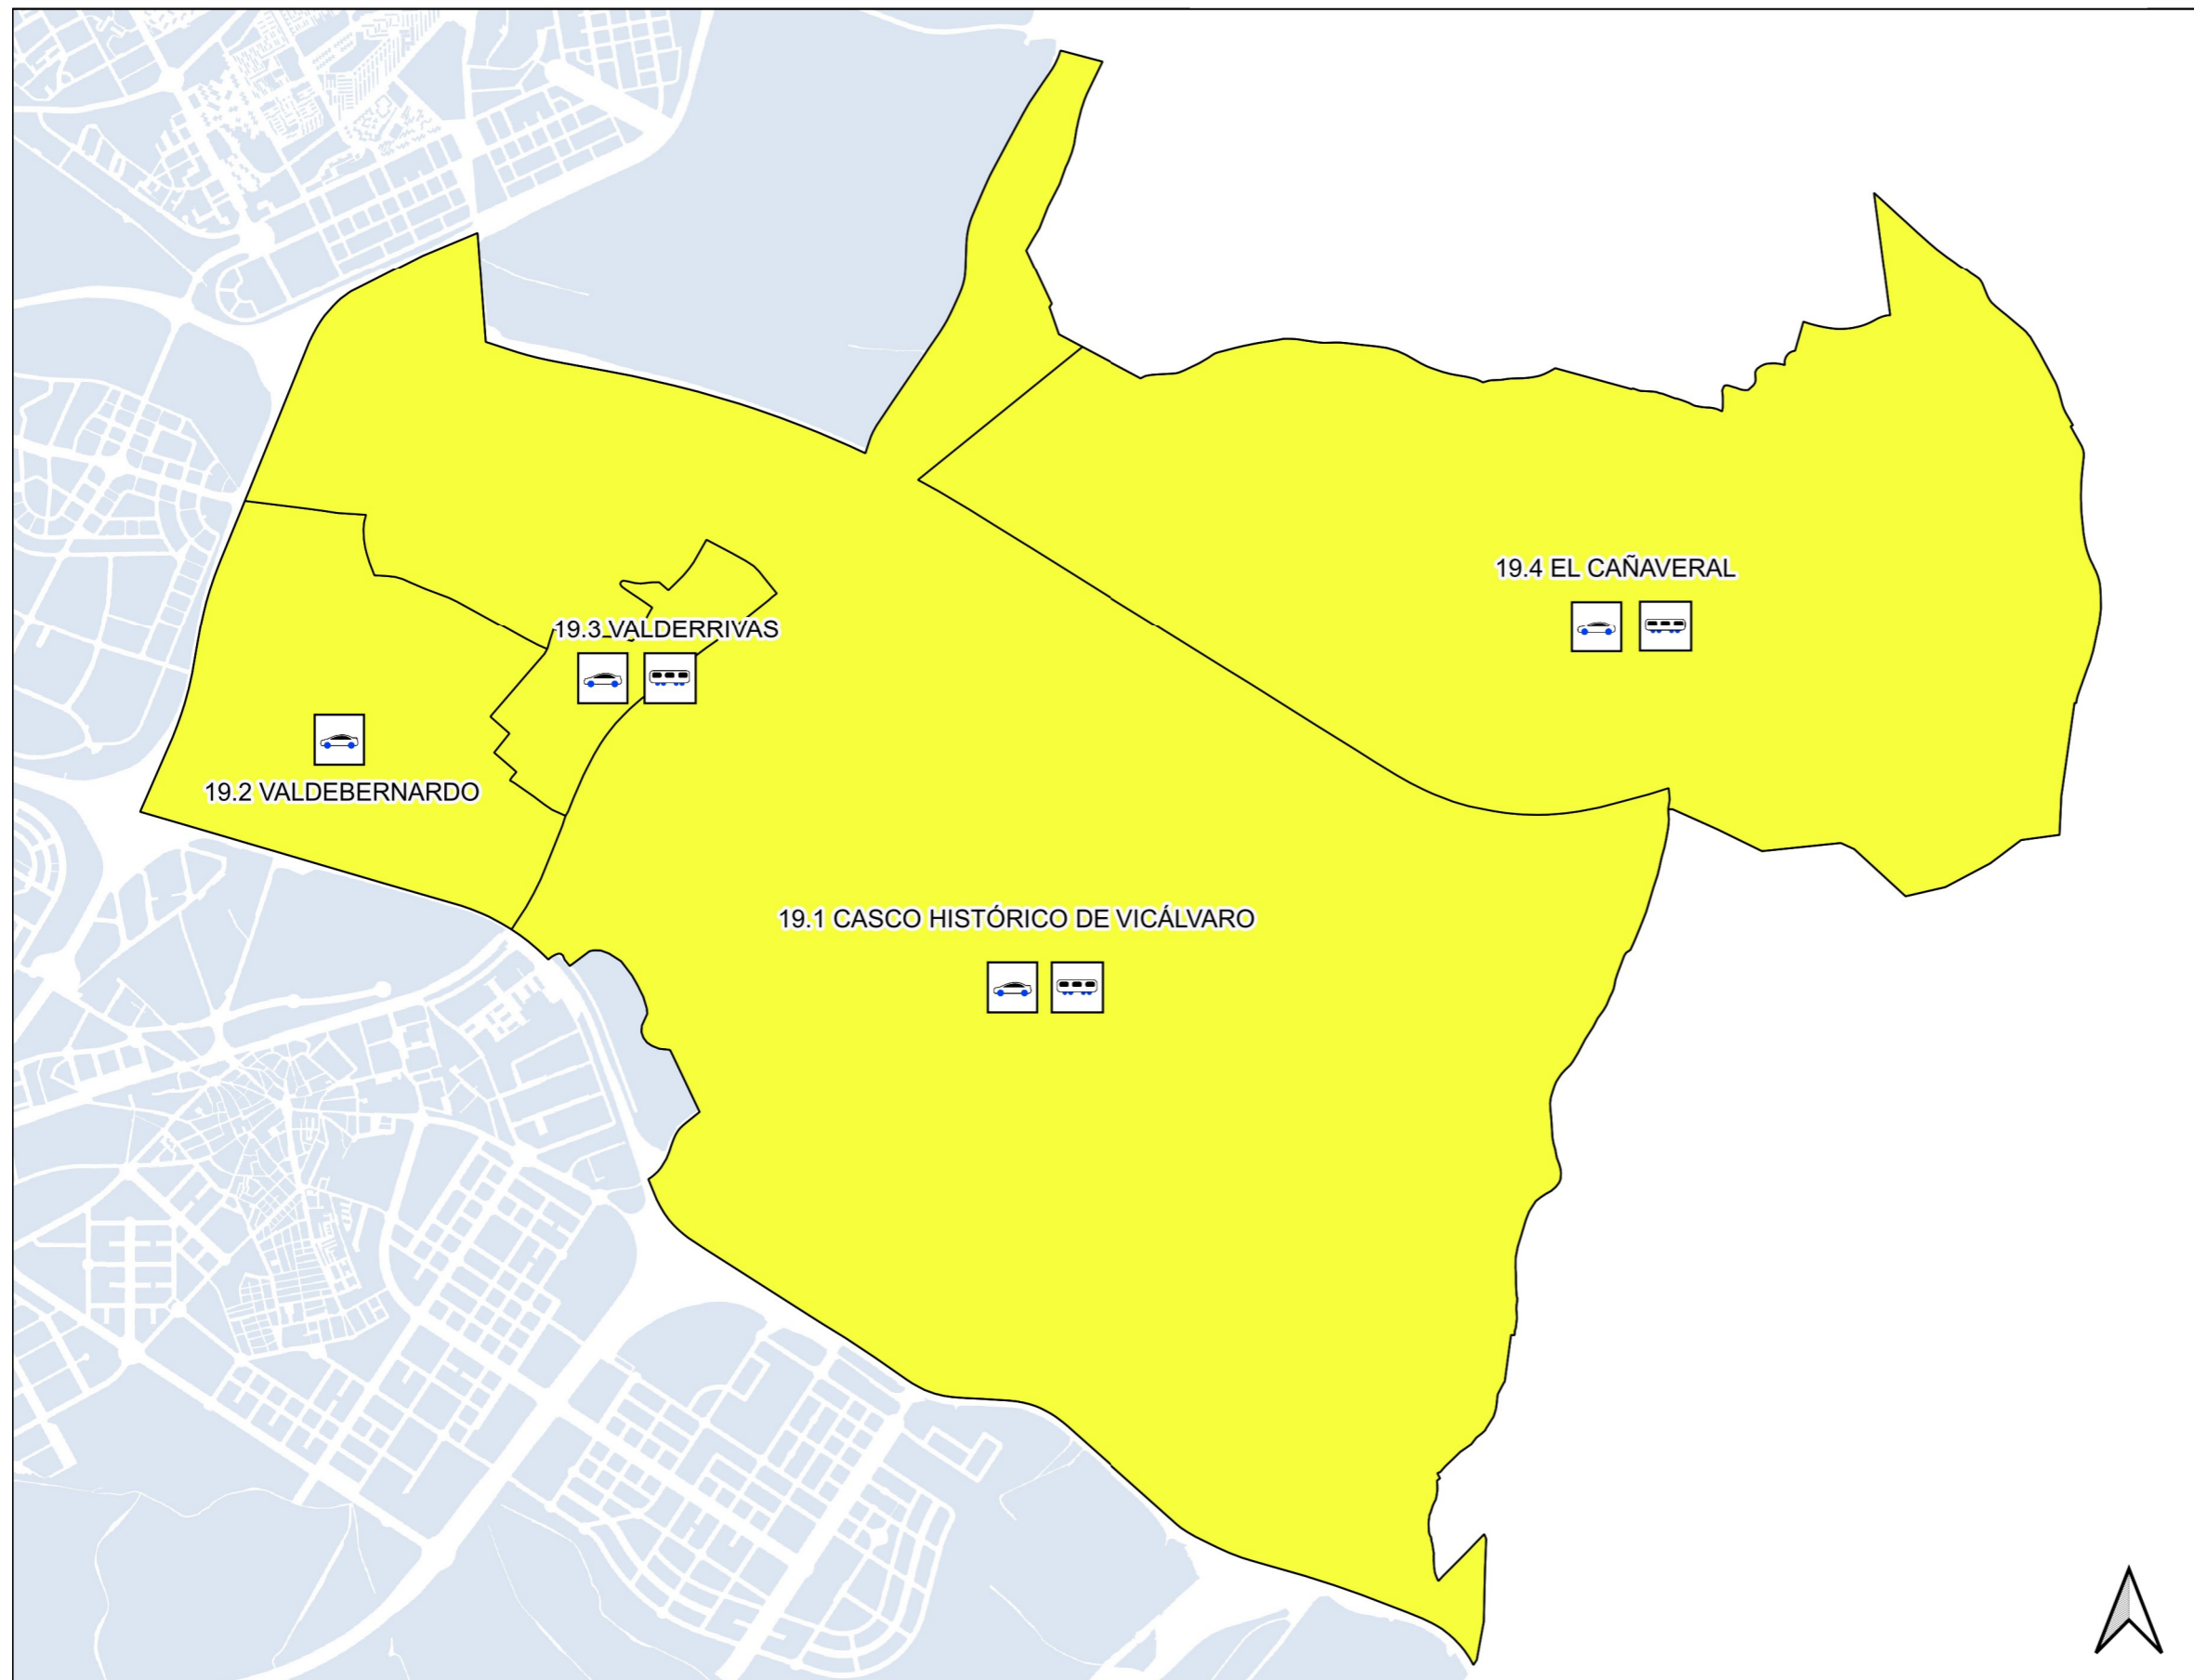 19.4 EL CAÑAVERAL
19.3 VALDERRIVAS
19.2 VALDEBERNARDO
19.1 CASCO HISTÓRICO DE VICÁLVARO